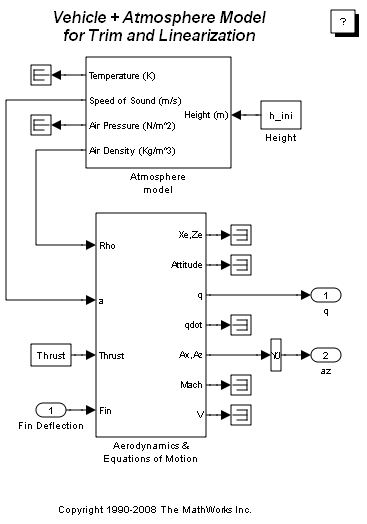 Vehicle + Atmosphere Model
for Trim and Linearization
?
Temperature (K)
Speed of Sound (m/s)
Air Pressure (N/m^2)
Air Density (Kg/m^3)
Height (m)
h_ini
Height
Atmosphere
model
Rho
a
Thrust
Thrust
1
Fin
Fin Deflection
Xe,Ze
Attitude
q
qdot
Ax,Az
Mach
V
1
q
2
az
Aerodynamics &
Equations of Motion
Copyright 1990-2008 The MathWorks Inc.